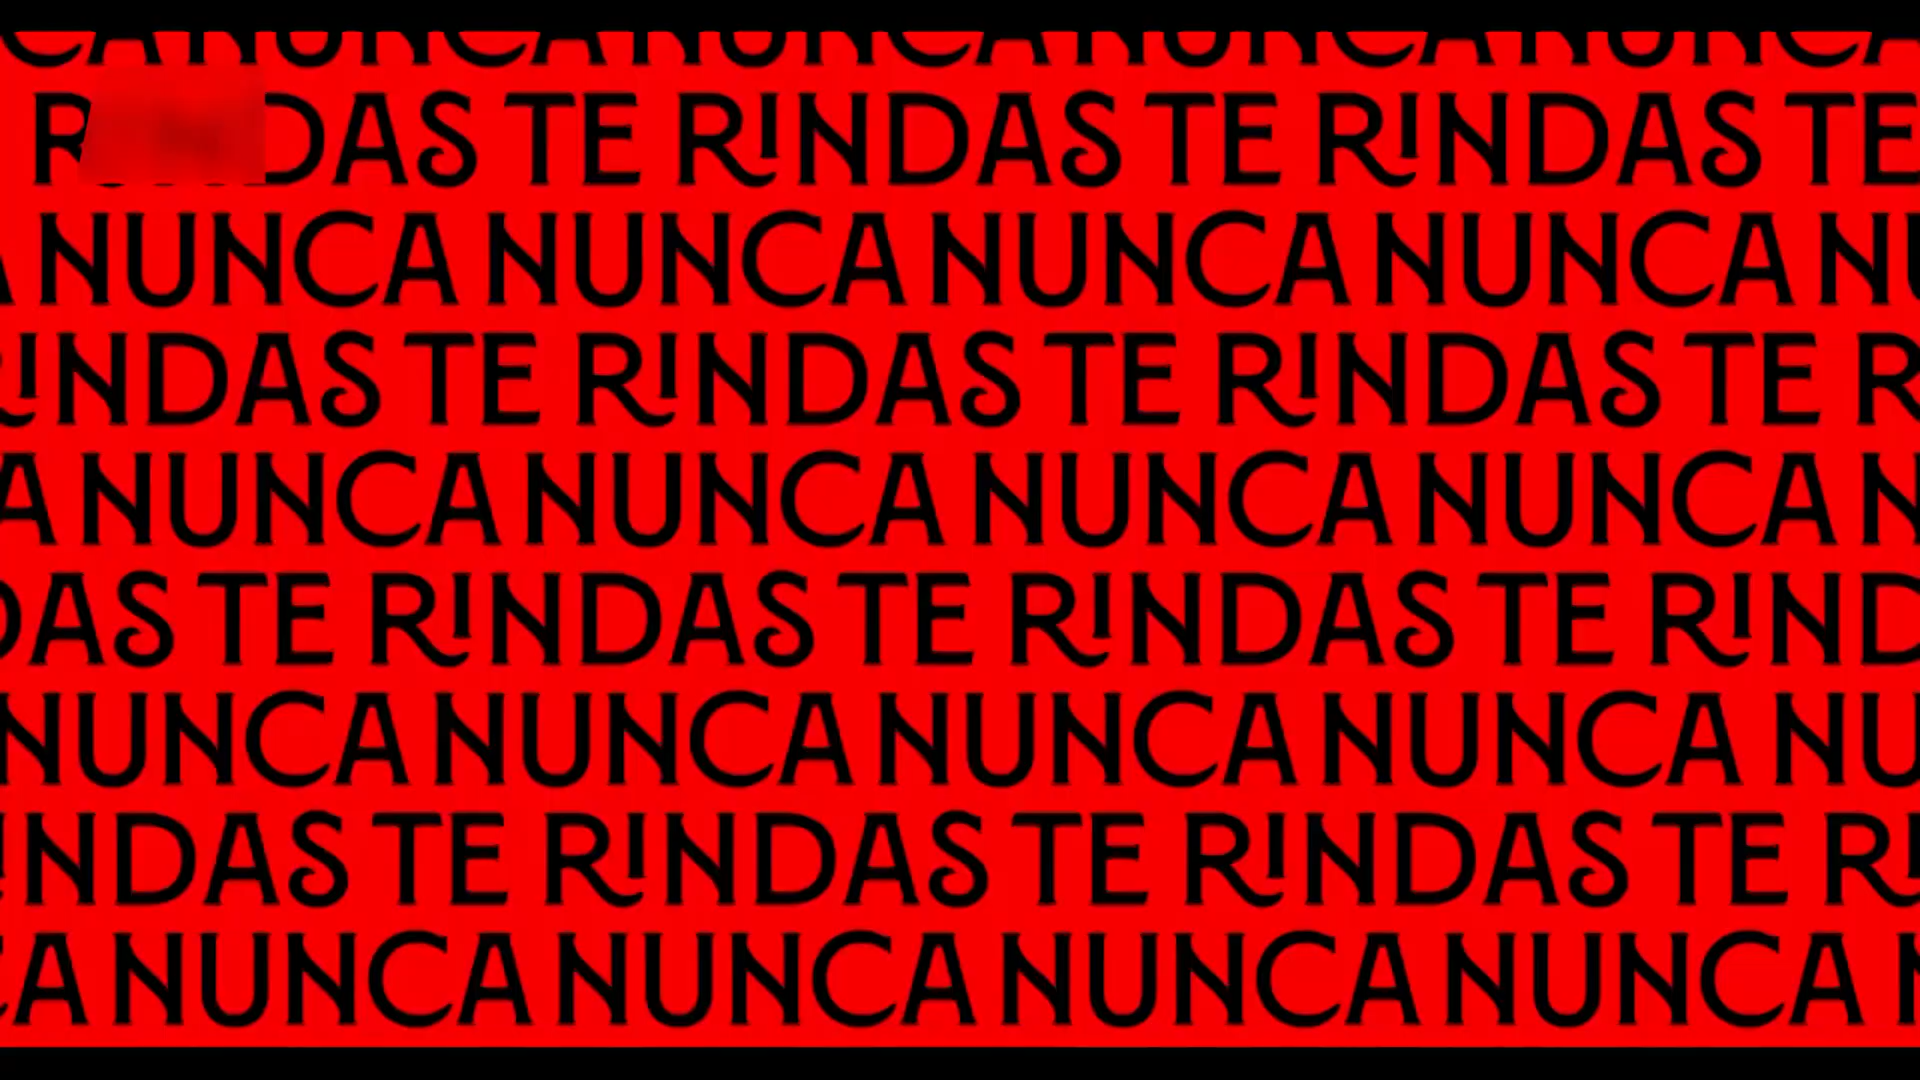 CA NUNCA NUNCA NUNCA NUNCA
DAS TE RINDAS TE RINDAS TE
A NUNCA NUNCA NUNCA NUNCA NU
RINDAS TE RINDAS TE RINDAS TE R
A NUNCA NUNCA NUNCA NUNCA N
DAS TE RINDAS TE RINDAS TE RIND
NUNCA NUNCA NUNCA NUNCA NU
INDAS TE RINDAS TE RINDAS TE RI
CA NUNCA NUNCA NUNCA NUNCA N